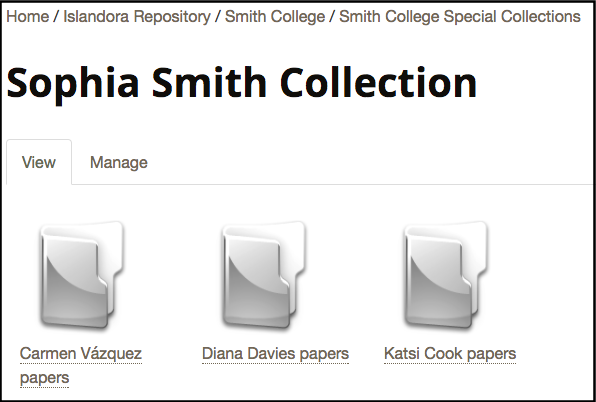 Home / Islandora Repository / Smith College / Smith College Special Collections
Sophia Smith Collection
View Manage
Carmen Vázquez
papers
Diana Davies papers
Katsi Cook papers